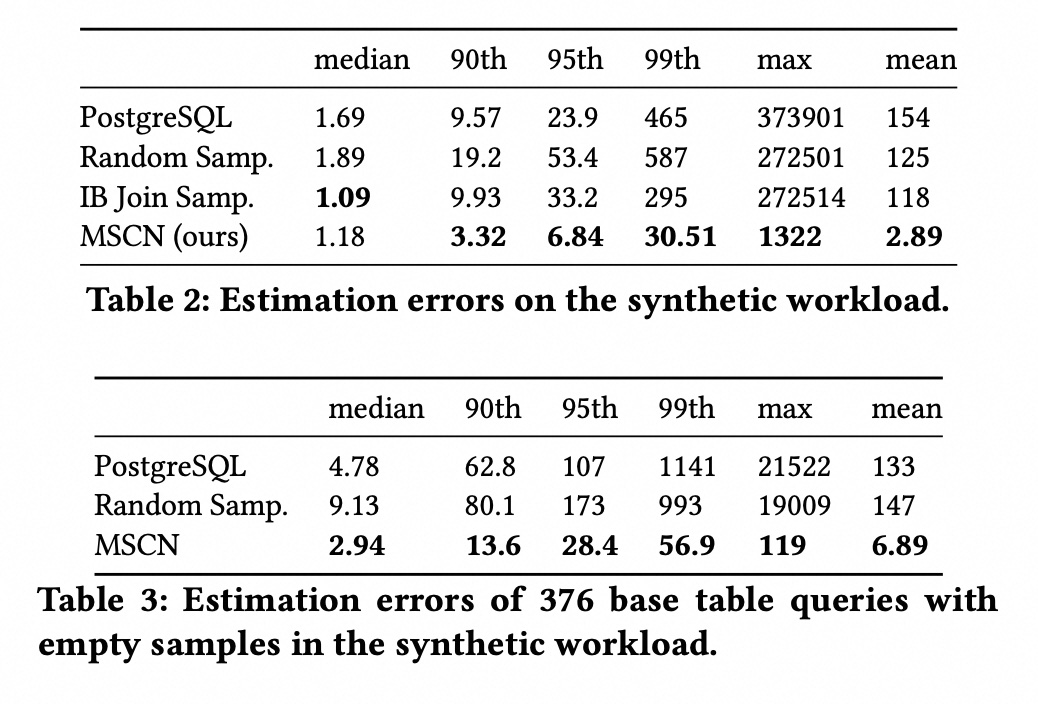 median 90th 95th 99th max mean
PostgreSQL 1.69 9.57 23.9 465 373901 154
Random Samp. 1.89 19.2 53.4 587 272501 125
IB Join Samp. 1.09 9.93 33.2 295 272514 118
MSCN (ours) 1.18 3.32 6.84 30.51 1322 2.89
Table 2: Estimation errors on the synthetic workload.
median 90th 95th 99th max mean
PostgreSQL 4.78 62.8 107 1141 21522 133
Random Samp. 9.13 80.1 173 993 19009 147
MSCN 2.94 13.6 28.4 56.9 119 6.89
Table 3: Estimation errors of 376 base table queries with
empty samples in the synthetic workload.